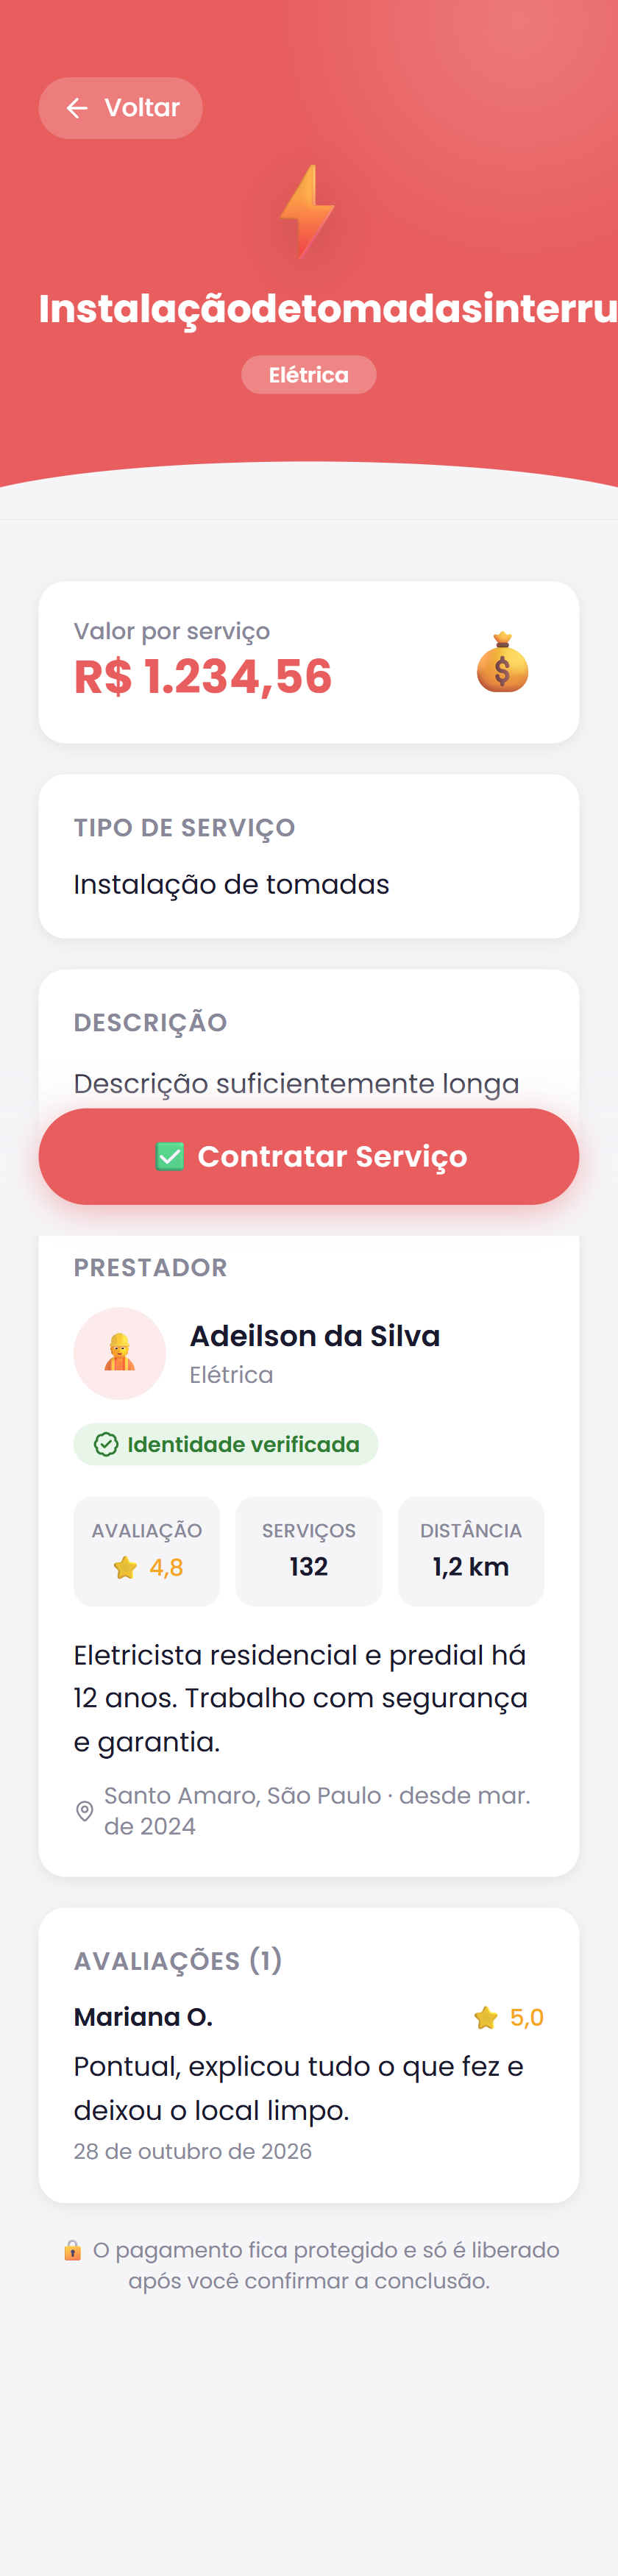 Voltar
Instalaçãodetomadasinterru
Elétrica
Valor por serviço
R$ 1.234,56
TIPO DE SERVIÇO
Instalação de tomadas
DESCRIÇÃO
Descrição suficientemente longa
Contratar Serviço
PRESTADOR
Adeilson da Silva
Elétrica
Identidade verificada
AVALIAÇÃO SERVIÇOS DISTÂNCIA
4,8 132 1,2 km
Eletricista residencial e predial há
12 anos. Trabalho com segurança
e garantia.
Santo Amaro, São Paulo · desde mar.
de 2024
AVALIAÇÕES (1)
Mariana O. 5,0
Pontual, explicou tudo o que fez e
deixou o local limpo.
28 de outubro de 2026
O pagamento fica protegido e só é liberado
após você confirmar a conclusão.